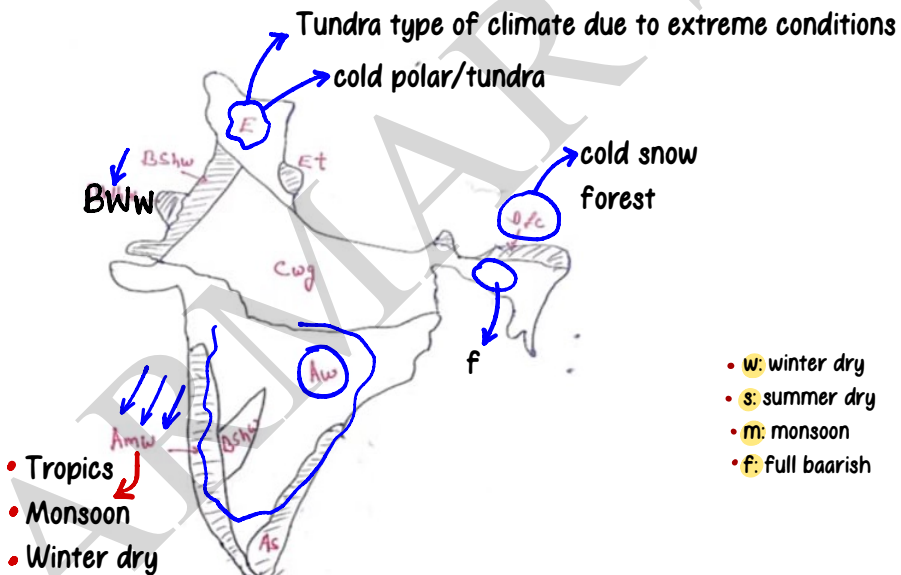 Tundra type of climate due to extreme conditions
cold polar/tundra
E
BShw
Et
BWw
cold snow
forest
Dfc
Cwg
f
Aw
w: winter dry
s: summer dry
m: monsoon
f: full baarish
Amw
BShw
Tropics
Monsoon
Winter dry
As